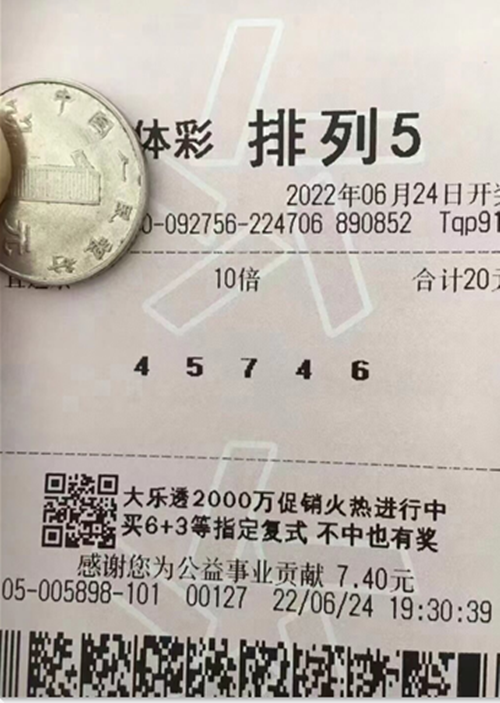 中国人民银行
体彩 排列5
2022年06月24日开奖
0-092756-224706 890852 Tqp91
10倍 合计20元
4 5 7 4 6
大乐透2000万促销火热进行中
买6+3等指定复式 不中也有奖
感谢您为公益事业贡献 7.40元
05-005898-101 00127 22/06/24 19:30:39